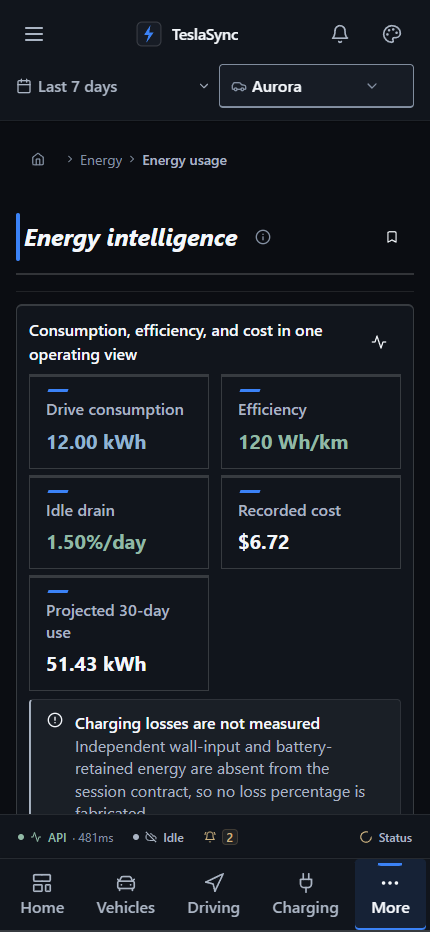 TeslaSync
Last 7 days
Aurora
Energy
Energy usage
Energy intelligence
Consumption, efficiency, and cost in one
operating view
Drive consumption
12.00 kWh
Efficiency
120 Wh/km
Idle drain
1.50%/day
Recorded cost
$6.72
Projected 30-day
use
51.43 kWh
Charging losses are not measured
Independent wall-input and battery-
retained energy are absent from the
session contract, so no loss percentage is
fabricated.
API · 481ms
Idle
2
Status
Home
Vehicles
Driving
Charging
More